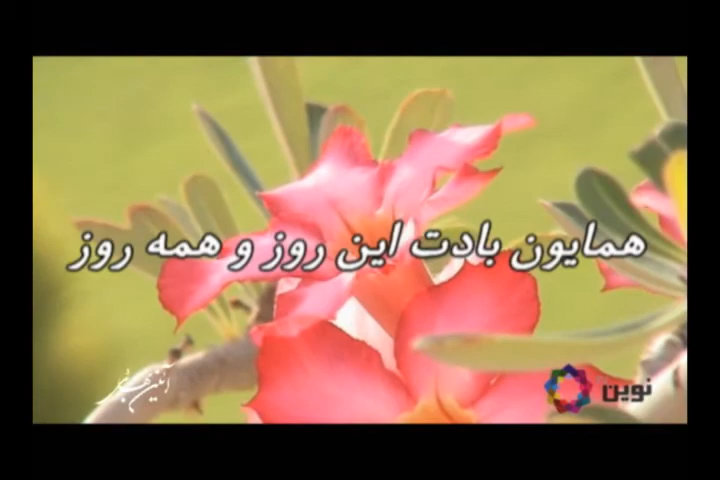 همایون بادت این روز و همه روز
نوین